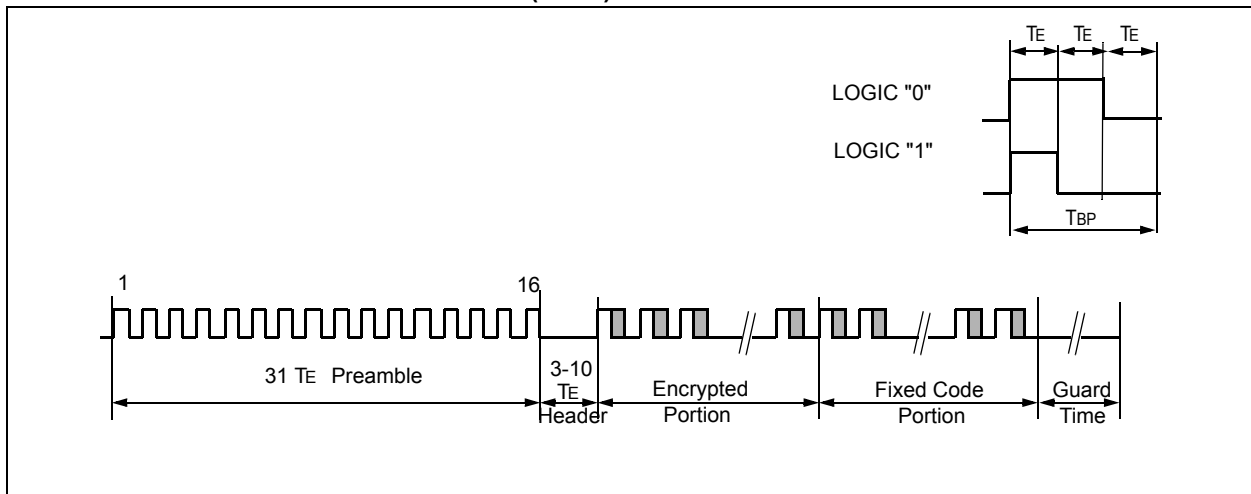 TE TE TE
LOGIC "0"
LOGIC "1"
TBP
1 16
31 TE Preamble
3-10
TE
Header
Encrypted
Portion
Fixed Code
Portion
Guard
Time